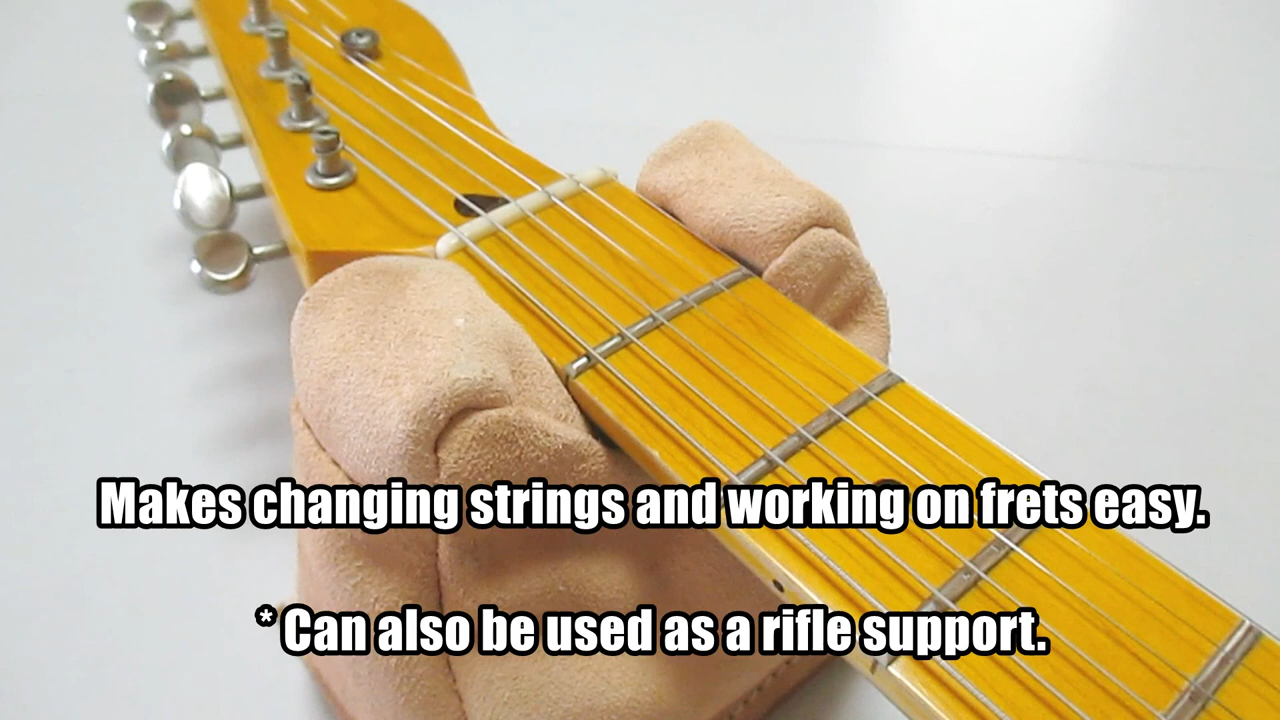 Makes changing strings and working on frets easy.
* Can also be used as a rifle support.